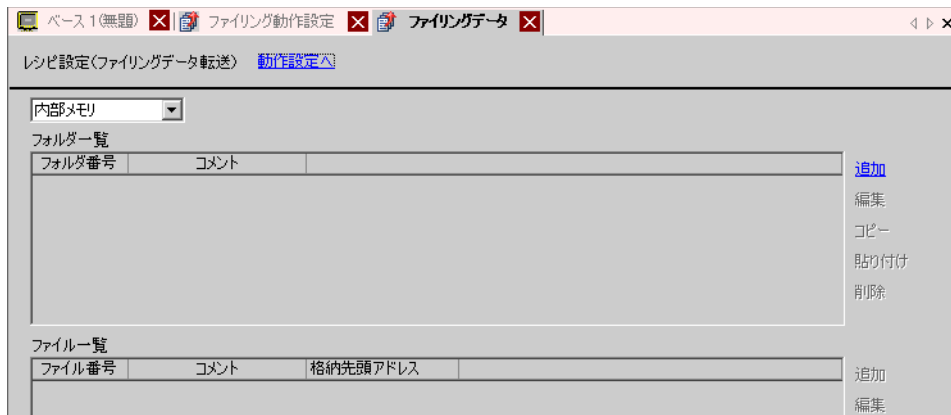 ベース 1(無題) ファイリング動作設定 ファイリングデータ
レシピ設定(ファイリングデータ転送) 動作設定へ
内部メモリ
フォルダ一覧
フォルダ番号 コメント
追加
編集
コピー
貼り付け
削除
ファイル一覧
ファイル番号 コメント 格納先頭アドレス
追加
編集